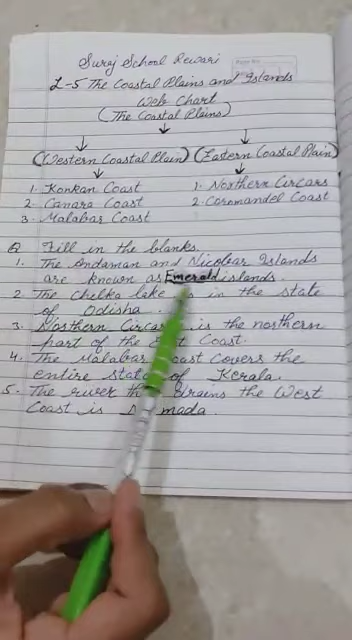 Suraj School Rewari
L-5 The Coastal Plains and Islands
Web Chart
(The Coastal Plains)
(Western Coastal Plain) (Eastern Coastal Plain)
1. Konkan Coast 1. Northern Circars
2. Canara Coast 2. Coromandel Coast
3. Malabar Coast
Q Fill in the blanks.
1. The Andaman and Nicobar Islands
are known as Emerald islands.
2. The Chelka lake is in the state
of Odisha.
3. Northern Circars is the northern
part of the Coast.
4. The Malabar Coast covers the
entire state of Kerala.
5. The river drains the West
Coast is